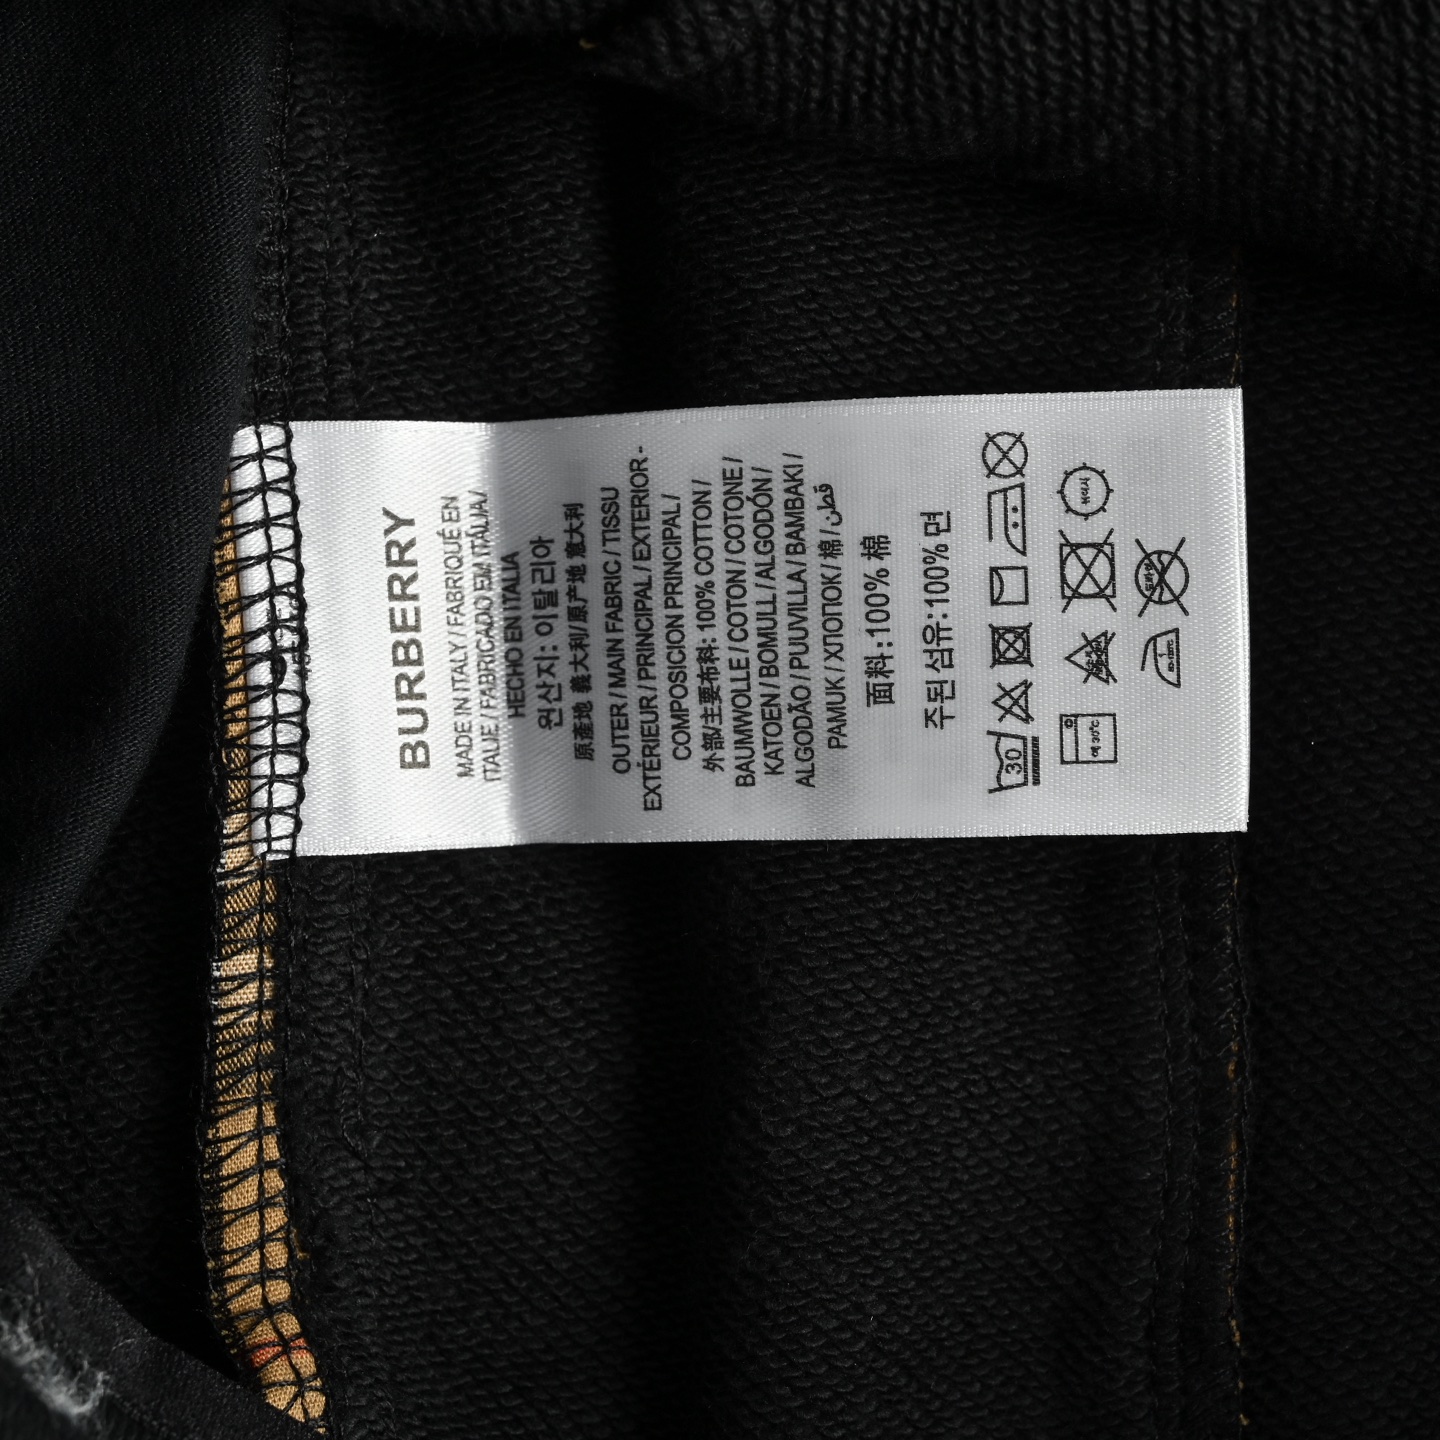 BURBERRY
MADE IN ITALY / FABRIQUÉ EN
ITALIE / FABRICADO EM ITÁLIA /
HECHO EN ITALIA
원산지: 이탈리아
原產地 義大利/ 原产地 意大利
OUTER / MAIN FABRIC / TISSU
EXTÉRIEUR / PRINCIPAL / EXTERIOR-
COMPOSICION PRINCIPAL /
外部/主要布料: 100% COTTON /
BAUMWOLLE / COTON / COTONE /
KATOEN / BOMULL / ALGODÓN /
ALGODÃO / PUUVILLA / BAMBAKI /
PAMUK / ХЛОПОК / 棉 / قطن
面料:100% 棉
주된섬유:100% 면
30
약 30℃